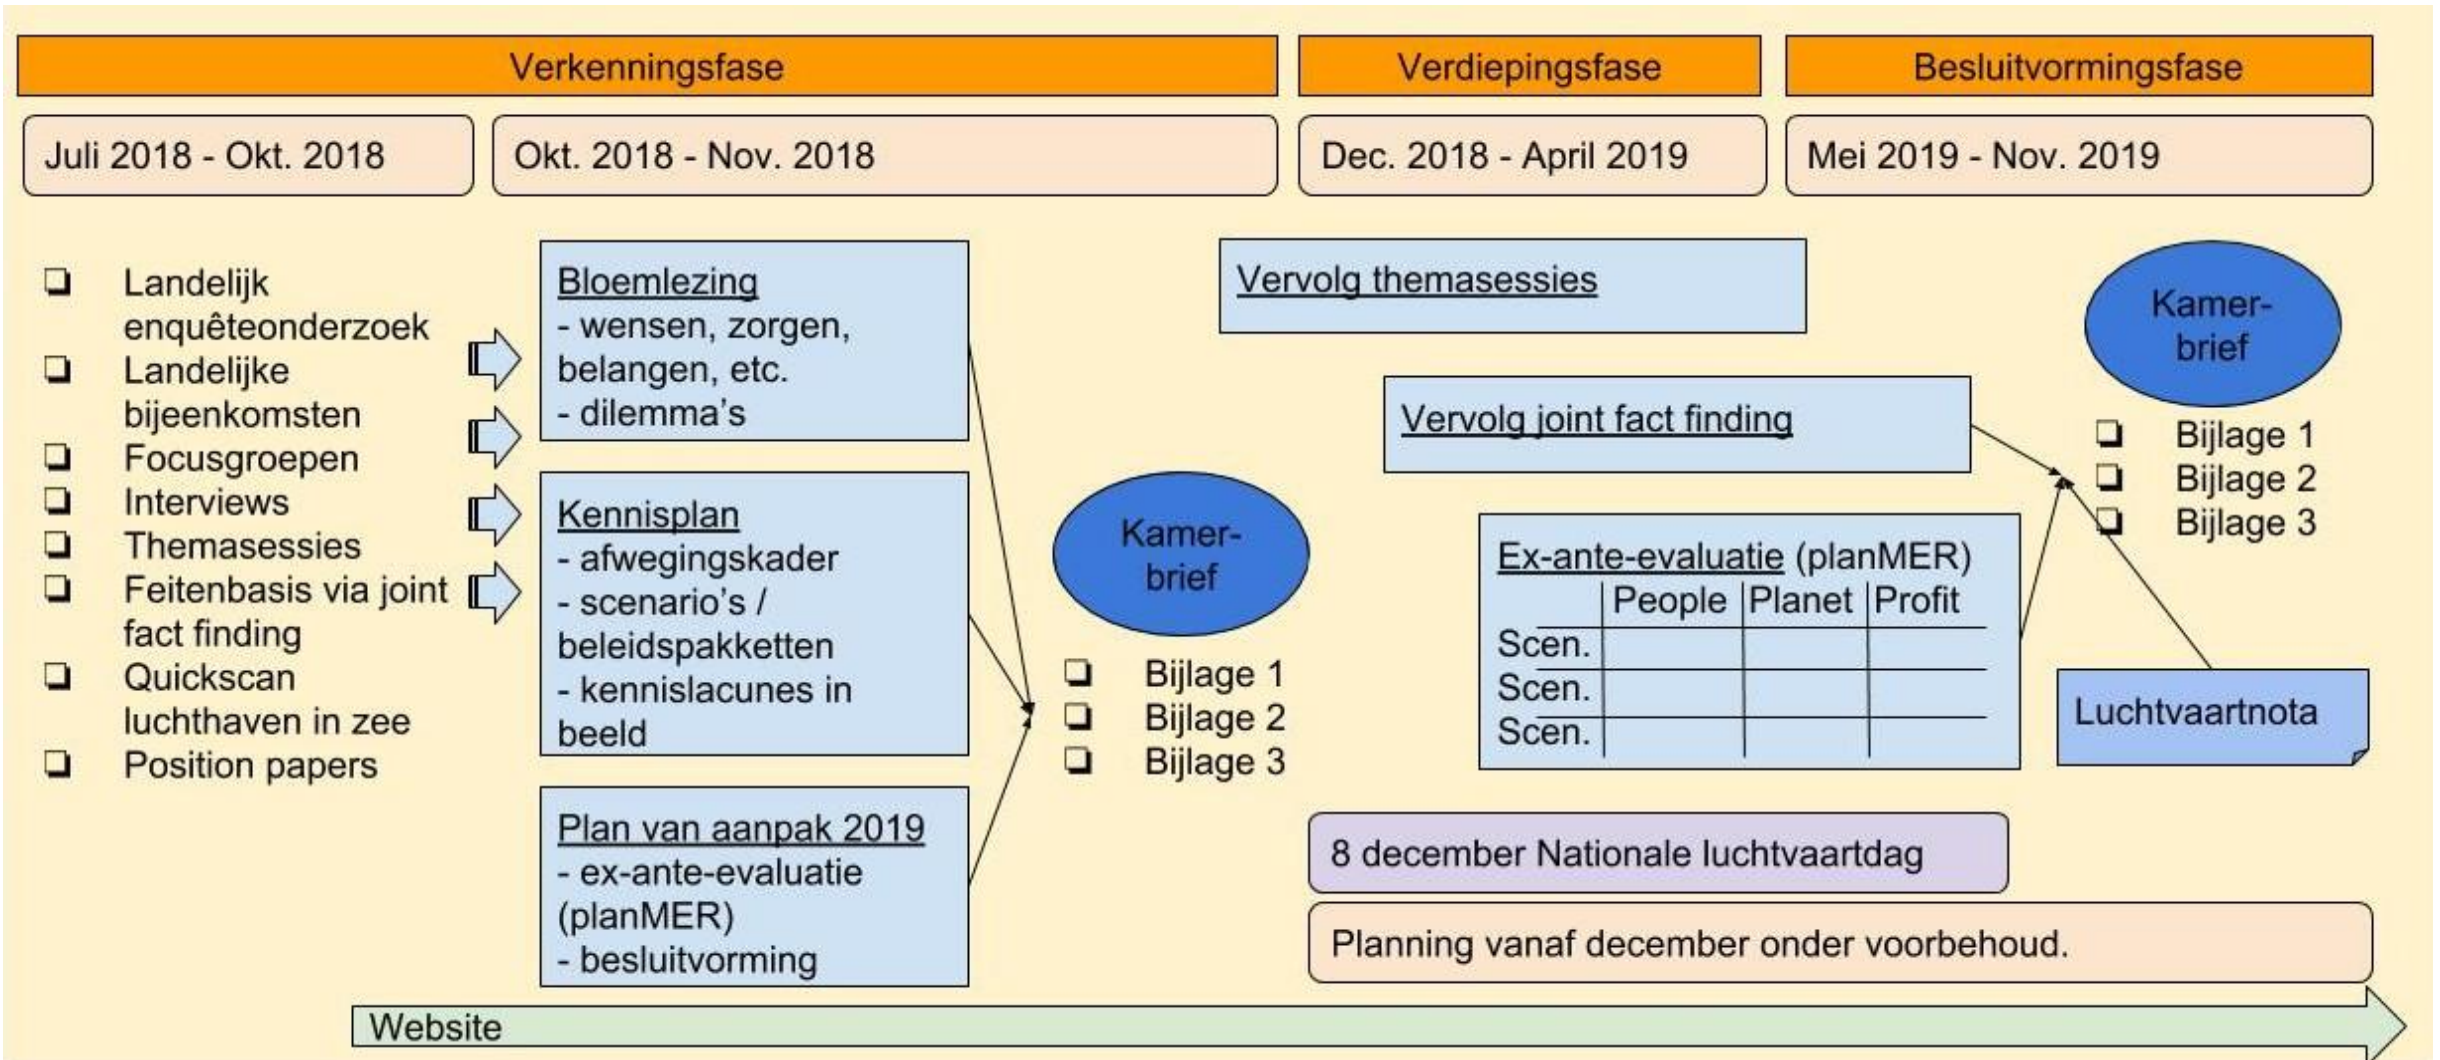 Verkenningsfase
Verdiepingsfase
Besluitvormingsfase
Juli 2018 - Okt. 2018
Okt. 2018 - Nov. 2018
Dec. 2018 - April 2019
Mei 2019 - Nov. 2019
❑ Landelijk
enquêteonderzoek
❑ Landelijke
bijeenkomsten
❑ Focusgroepen
❑ Interviews
❑ Themasessies
❑ Feitenbasis via joint
fact finding
❑ Quickscan
luchthaven in zee
❑ Position papers
Bloemlezing
- wensen, zorgen,
belangen, etc.
- dilemma's
Kennisplan
- afwegingskader
- scenario's /
beleidspakketten
- kennislacunes in
beeld
Plan van aanpak 2019
- ex-ante-evaluatie
(planMER)
- besluitvorming
Kamer-
brief
❑ Bijlage 1
❑ Bijlage 2
❑ Bijlage 3
Vervolg themasessies
Vervolg joint fact finding
Ex-ante-evaluatie (planMER)
People Planet Profit
Scen.
Scen.
Scen.
Kamer-
brief
❑ Bijlage 1
❑ Bijlage 2
❑ Bijlage 3
Luchtvaartnota
8 december Nationale luchtvaartdag
Planning vanaf december onder voorbehoud.
Website